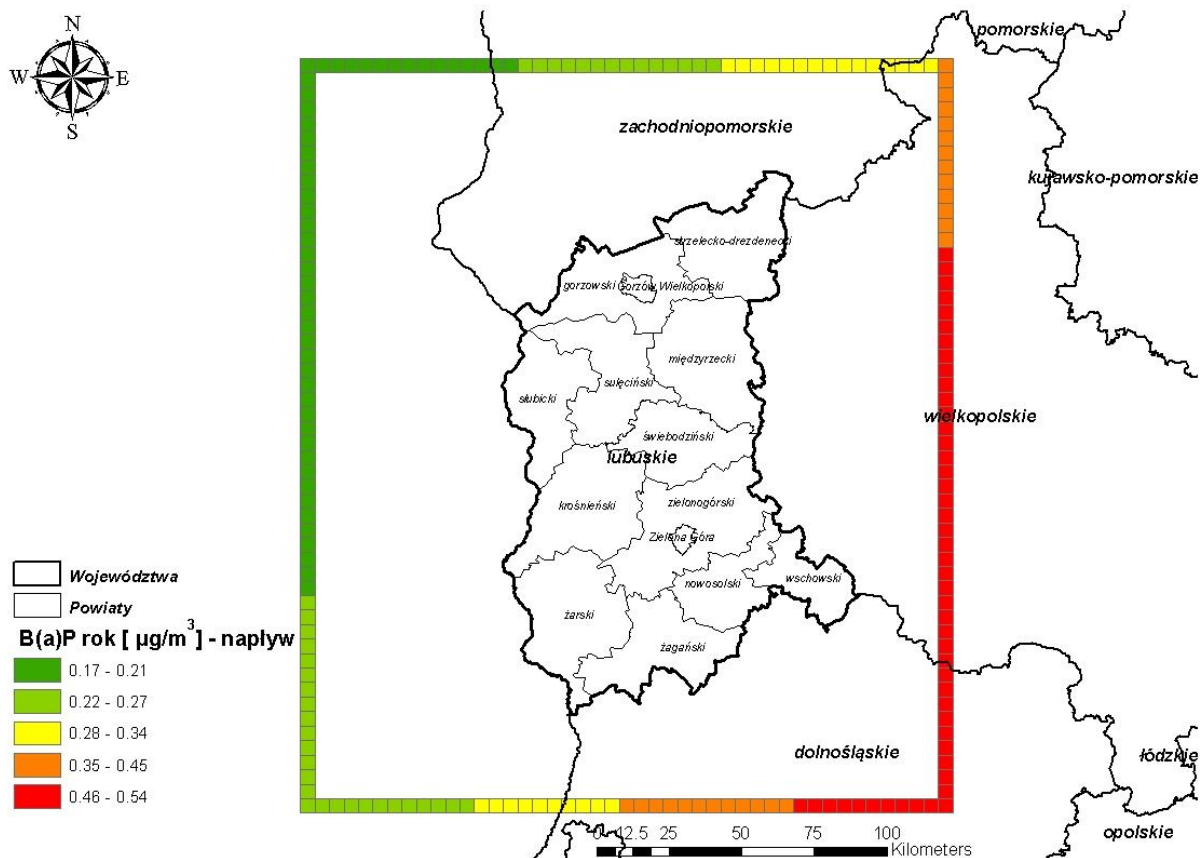 N
W
E
S
pomorskie
zachodniopomorskie
kujawsko-pomorskie
strzelecko-drezdenecki
gorzowski
Gorzów Wielkopolski
międzyrzecki
sulęciński
słubicki
wielkopolskie
świebodziński
lubuskie
krośnieński
zielonogórski
Zielona Góra
nowosolski
wschowski
żarski
żagański
Województwa
Powiaty
B(a)P rok [ µg/m³] - napływ
0.17 - 0.21
0.22 - 0.27
0.28 - 0.34
0.35 - 0.45
0.46 - 0.54
dolnośląskie
łódzkie
opolskie
0 12.5 25 50 75 100
Kilometers